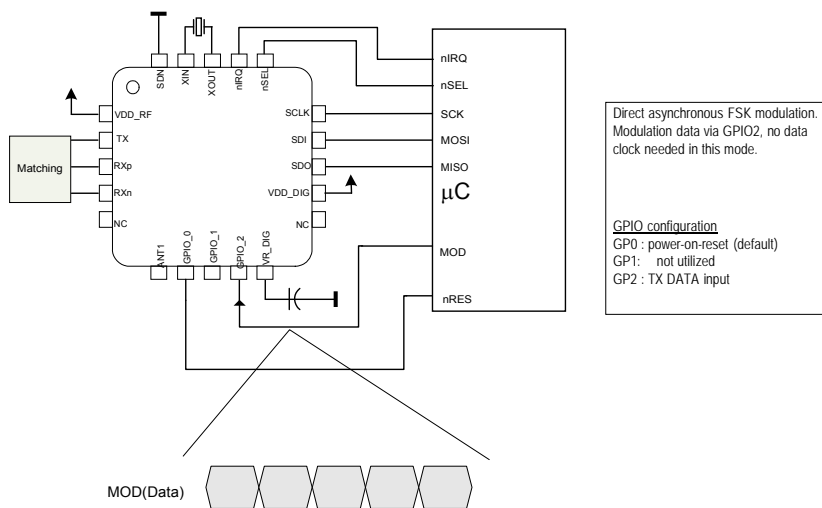 SDN
XIN
XOUT
nIRQ
nSEL
VDD_RF
TX
RXp
RXn
NC
SCLK
SDI
SDO
VDD_DIG
NC
ANT1
GPIO_0
GPIO_1
GPIO_2
VR_DIG
Matching
nIRQ
nSEL
SCK
MOSI
MISO
μC
MOD
nRES
Direct asynchronous FSK modulation.
Modulation data via GPIO2, no data
clock needed in this mode.
GPIO configuration
GP0 : power-on-reset (default)
GP1: not utilized
GP2 : TX DATA input
MOD(Data)